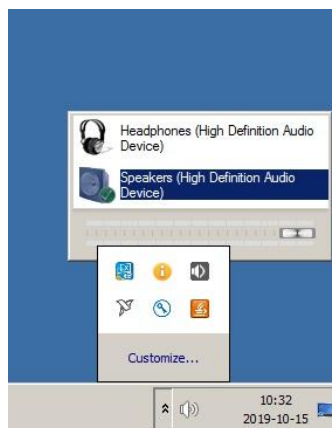 Headphones (High Definition Audio
Device)
Speakers (High Definition Audio
Device)
Customize...
10:32
2019-10-15